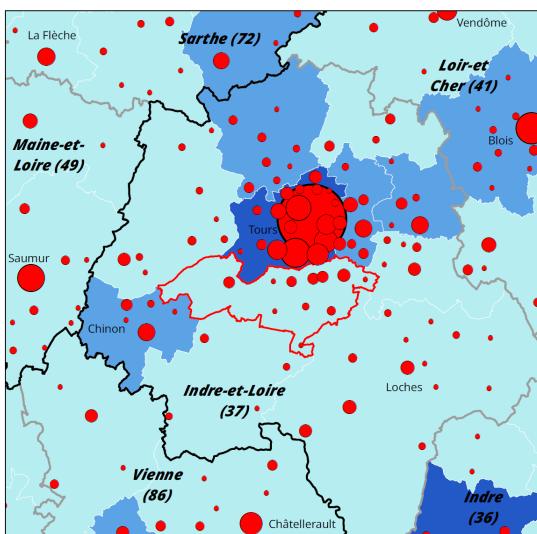 Vendôme
La Flèche
Sarthe (72)
Loir-et
Cher (41)
Maine-et-
Loire (49)
Blois
Tours
Saumur
Chinon
Indre-et-Loire
(37)
Loches
Vienne
(86)
Indre
(36)
Châtellerault